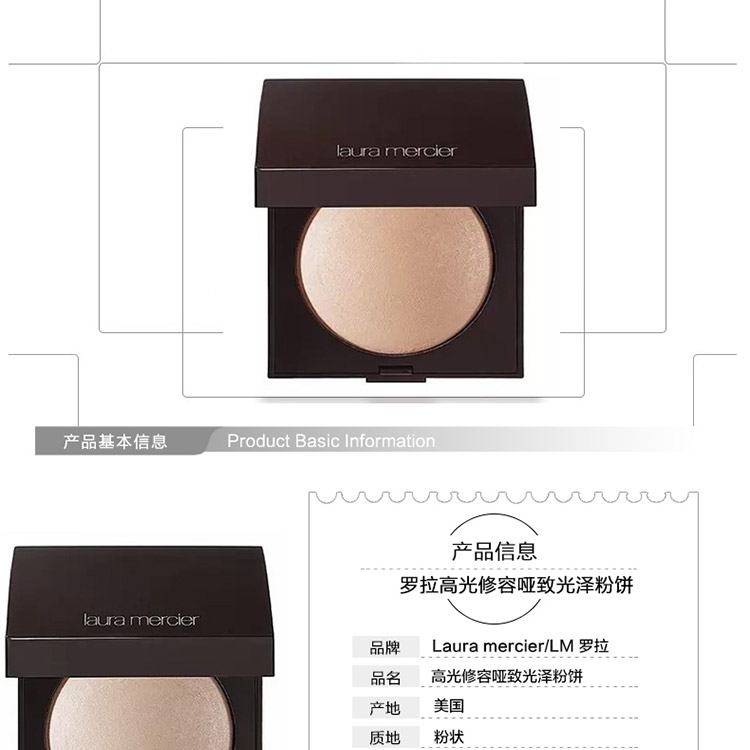 laura mercier
产品基本信息 Product Basic Information
laura mercier
产品信息
罗拉高光修容哑致光泽粉饼
品牌 Laura mercier/LM 罗拉
品名 高光修容哑致光泽粉饼
产地 美国
质地 粉状